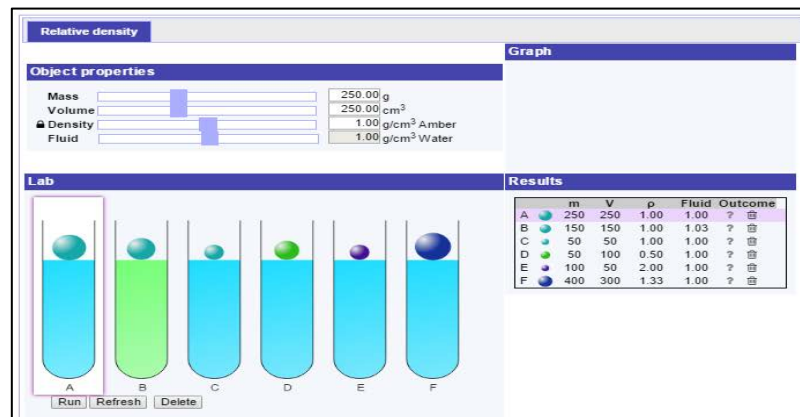 Relative density
Graph
Object properties
Mass 250.00 g
Volume 250.00 cm³
Density 1.00 g/cm³ Amber
Fluid 1.00 g/cm³ Water
Lab
Results
m V ρ Fluid Outcome
A 250 250 1.00 1.00 ?
B 150 150 1.00 1.03 ?
C 50 50 1.00 1.00 ?
D 50 100 0.50 1.00 ?
E 100 50 2.00 1.00 ?
F 400 300 1.33 1.00 ?
A B C D E F
Run Refresh Delete